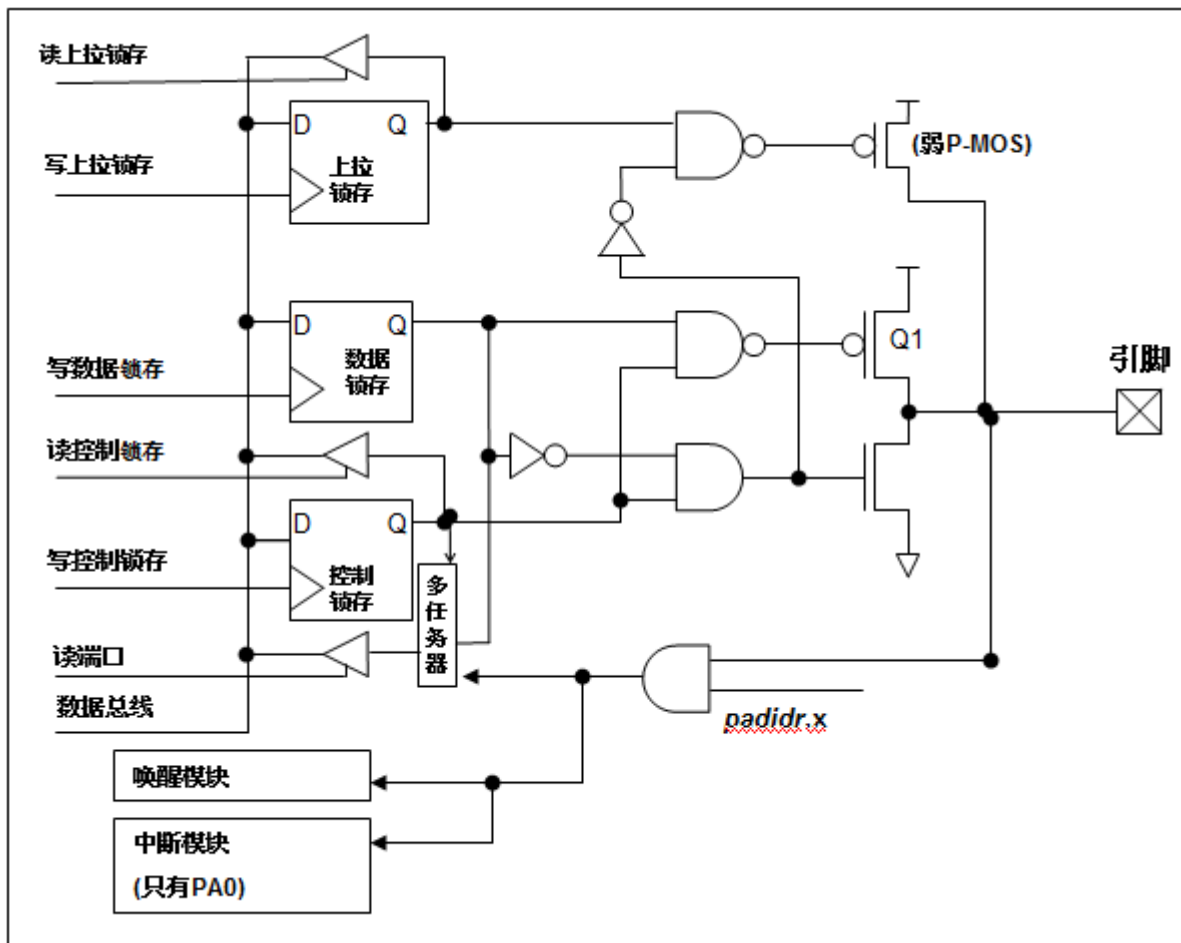 读上拉锁存
D Q
上拉
锁存
写上拉锁存
(弱P-MOS)
D Q
数据
锁存
写数据锁存
Q1
引脚
读控制锁存
D Q
控制
锁存
写控制锁存
多
任
务
器
读端口
数据总线
padidr.x
唤醒模块
中断模块
(只有PA0)